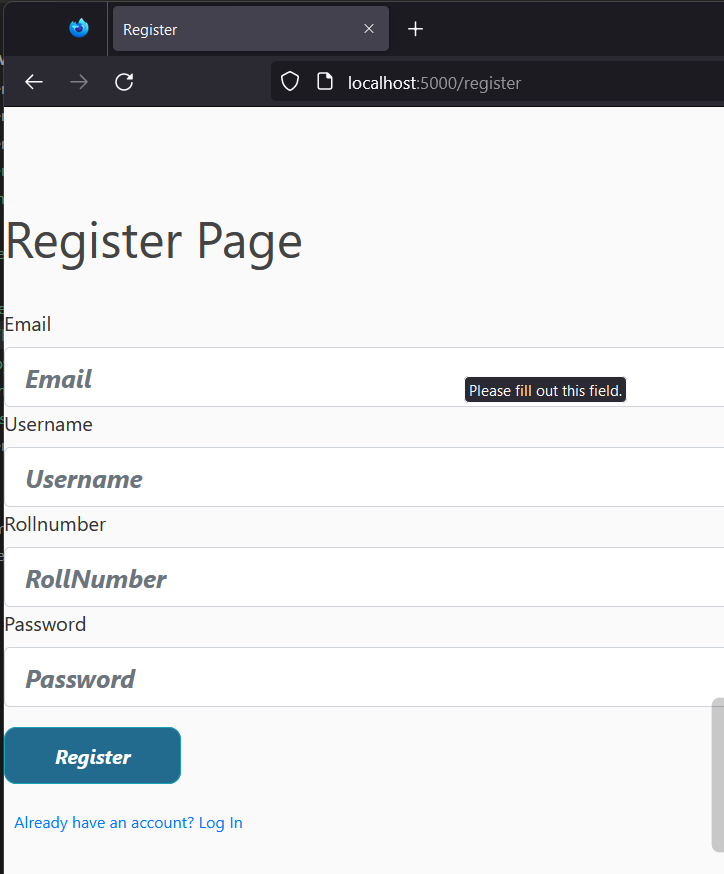 Register
localhost:5000/register
Register Page
Email
Email
Please fill out this field.
Username
Username
Rollnumber
RollNumber
Password
Password
Register
Already have an account? Log In